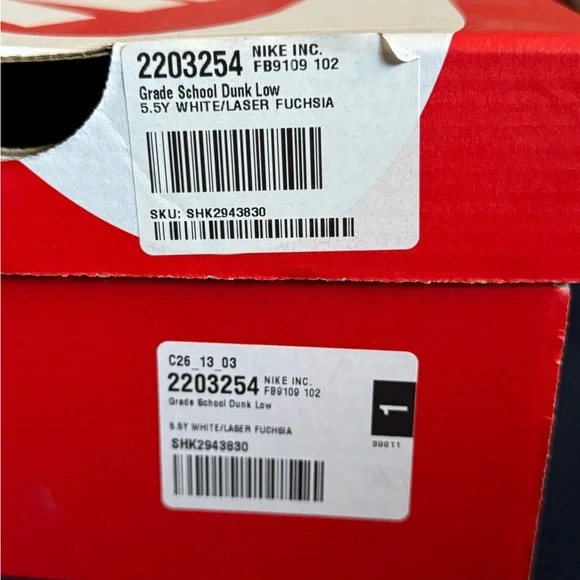 2203254 NIKE INC.
FB9109 102
Grade School Dunk Low
5.5Y WHITE/LASER FUCHSIA
SKU: SHK2943830
C26_13_03
2203254 NIKE INC.
FB9109 102
Grade School Dunk Low
1
5.5Y WHITE/LASER FUCHSIA
89811
SHK2943830